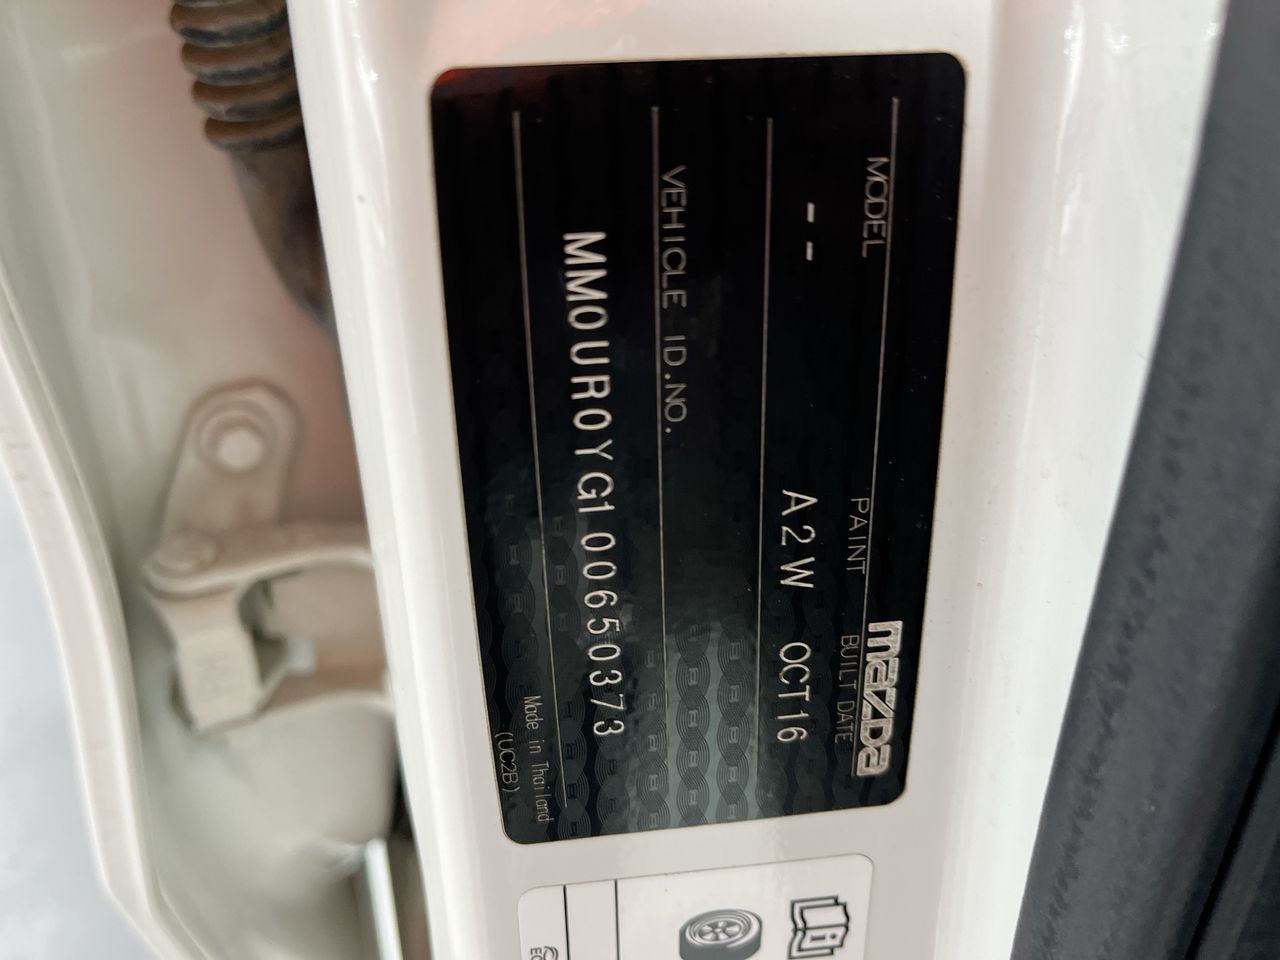 mazda
MODEL PAINT BUILT DATE
-- A2W OCT16
VEHICLE ID.NO.
MM0UR0YG100650373
Made in Thailand
(UC2B)